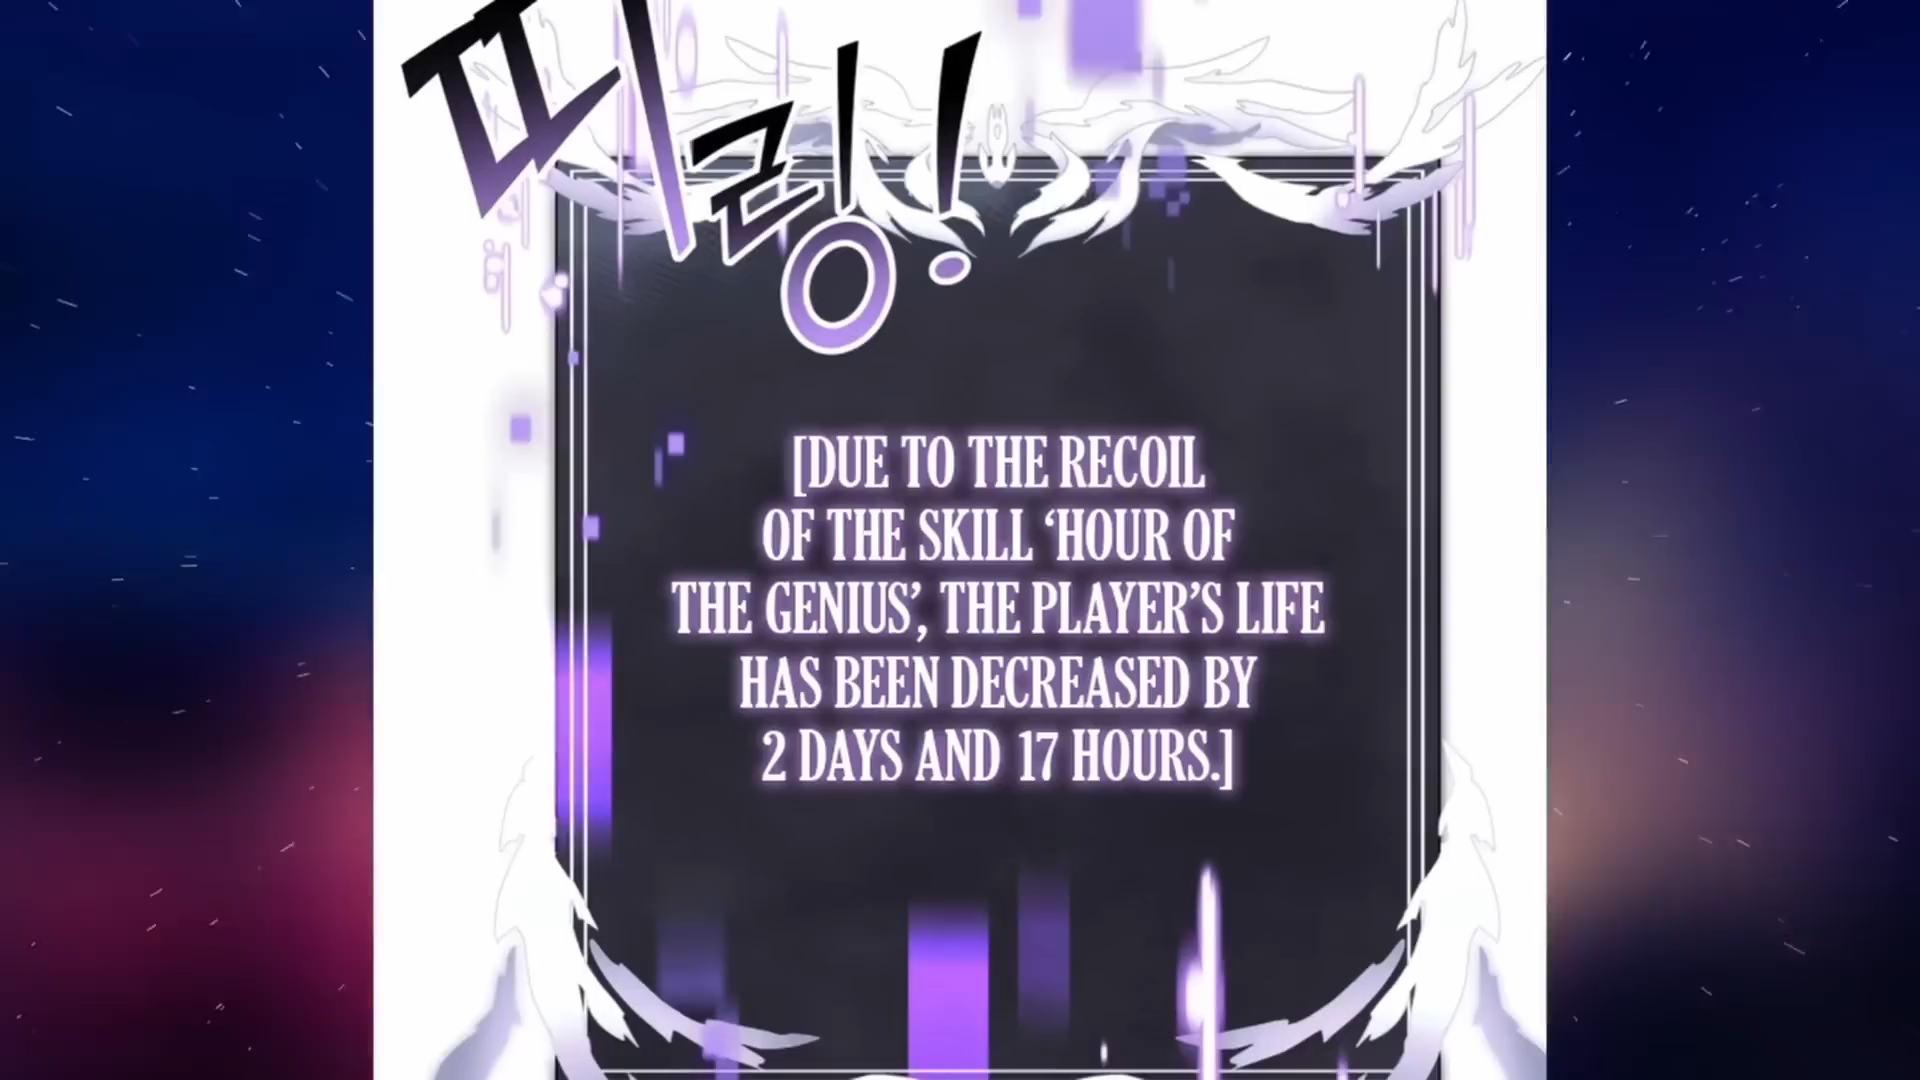 띠링!
[DUE TO THE RECOIL
OF THE SKILL ‘HOUR OF
THE GENIUS’, THE PLAYER’S LIFE
HAS BEEN DECREASED BY
2 DAYS AND 17 HOURS.]